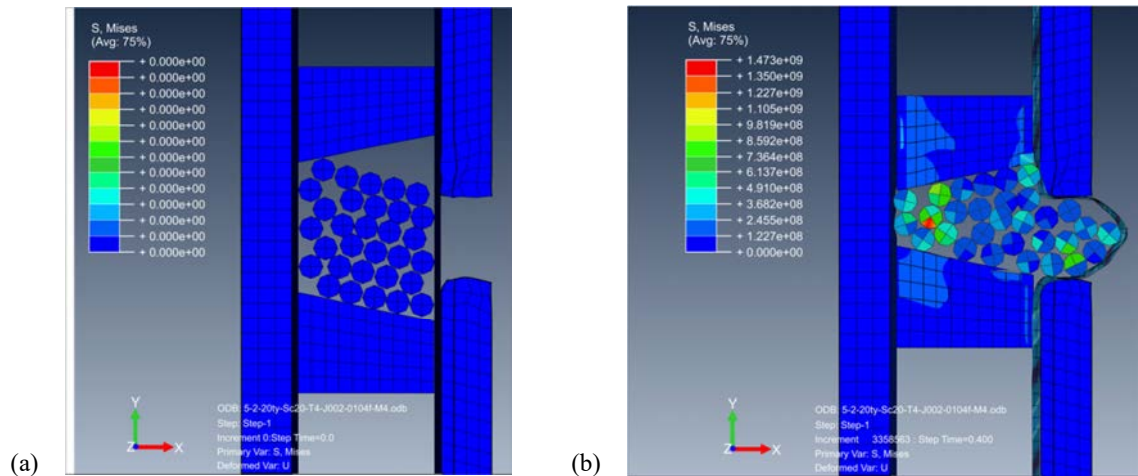 S, Mises
(Avg: 75%)
+ 0.000e+00
+ 0.000e+00
+ 0.000e+00
+ 0.000e+00
+ 0.000e+00
+ 0.000e+00
+ 0.000e+00
+ 0.000e+00
+ 0.000e+00
+ 0.000e+00
+ 0.000e+00
+ 0.000e+00
+ 0.000e+00
Y
Z
X
ODB: 5-2-20ty-Sc20-T4-J002-0104f-M4.odb
Step: Step-1
Increment 0:Step Time=0.0
Primary Var: S, Mises
Deformed Var: U
(a)
S, Mises
(Avg: 75%)
+ 1.473e+09
+ 1.350e+09
+ 1.227e+09
+ 1.105e+09
+ 9.819e+08
+ 8.592e+08
+ 7.364e+08
+ 6.137e+08
+ 4.910e+08
+ 3.682e+08
+ 2.455e+08
+ 1.227e+08
+ 0.000e+00
Y
Z
X
ODB: 5-2-20ty-Sc20-T4-J002-0104f-M4.odb
Step: Step-1
Increment 3358563 : Step Time=0.400
Primary Var: S, Mises
Deformed Var: U
(b)